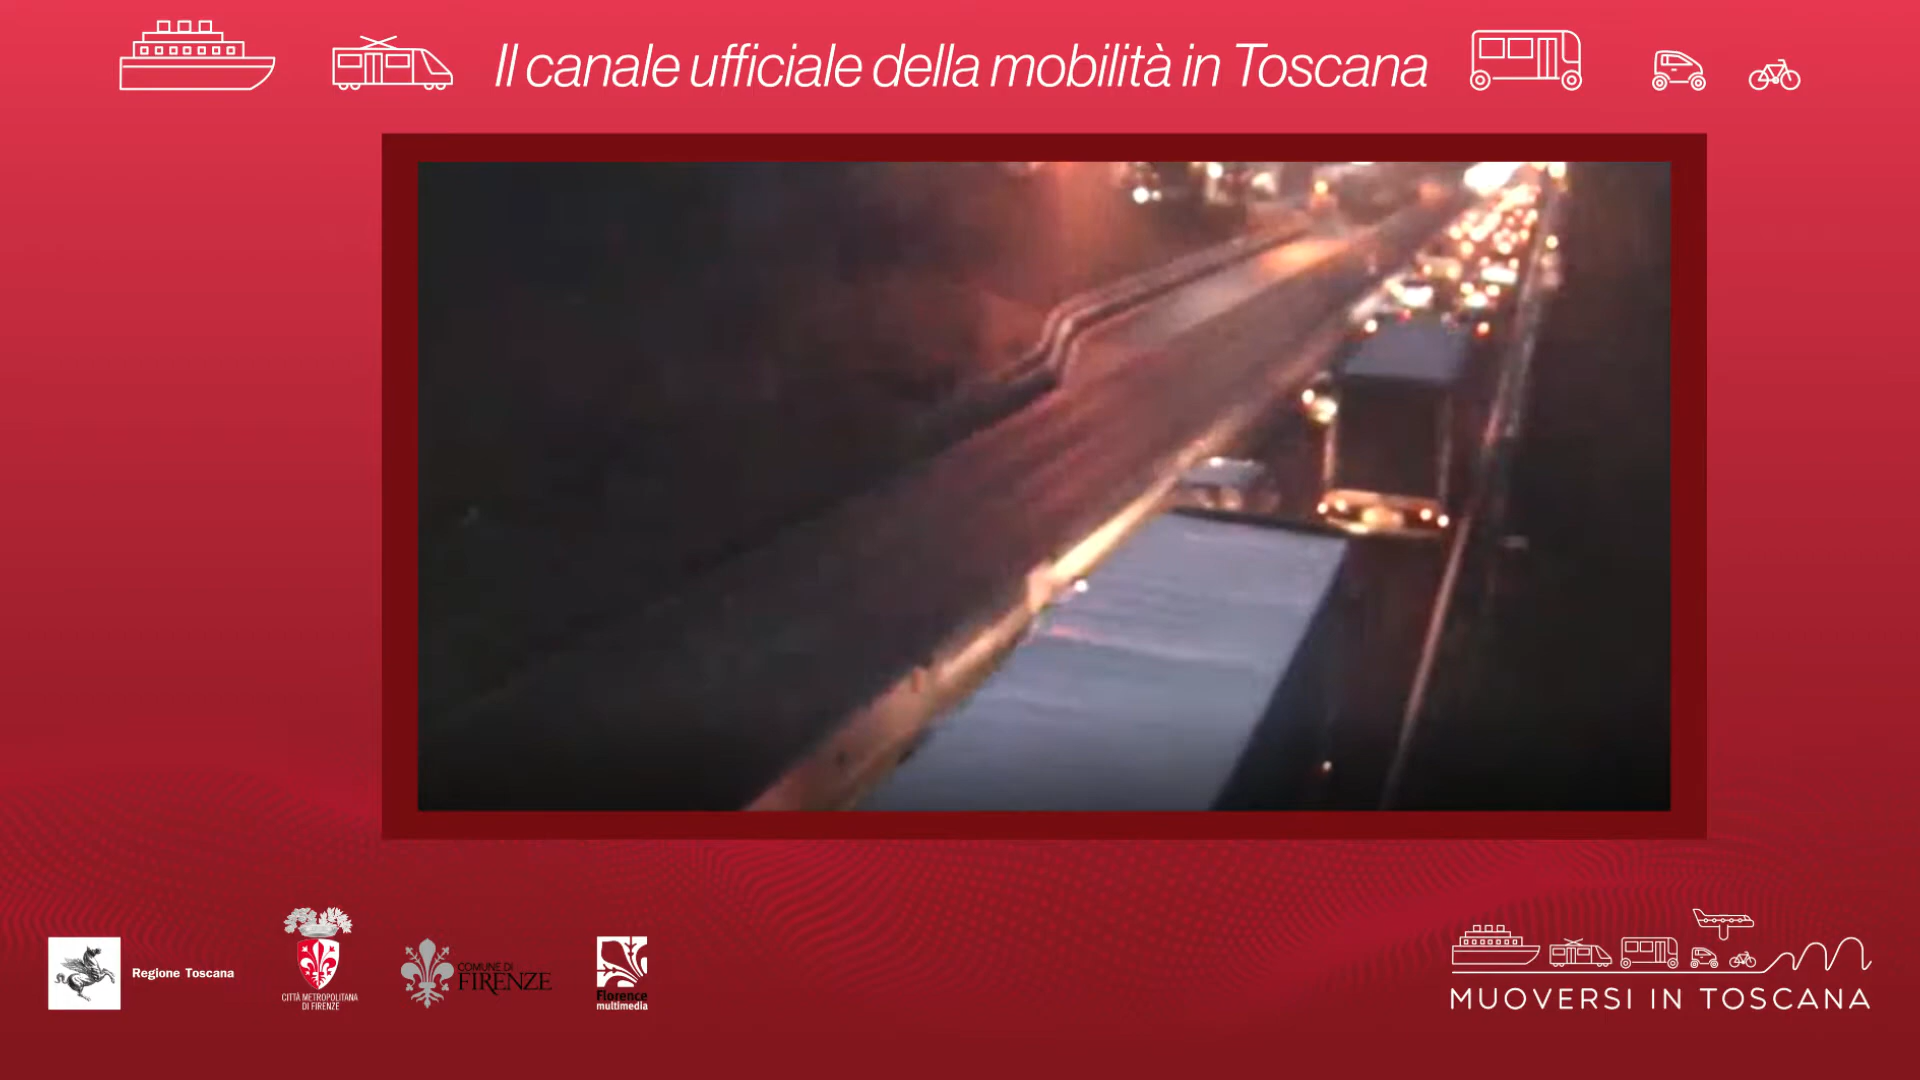 Il canale ufficiale della mobilità in Toscana
Regione Toscana
CITTÀ METROPOLITANA
DI FIRENZE
COMUNE DI
FIRENZE
Florence
multimedia
MUOVERSI IN TOSCANA